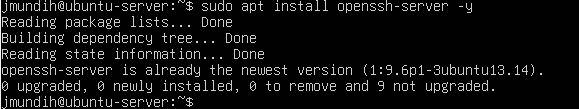 jmundih@ubuntu-server:~$ sudo apt install openssh-server -y
Reading package lists... Done
Building dependency tree... Done
Reading state information... Done
openssh-server is already the newest version (1:9.6p1-3ubuntu13.14).
0 upgraded, 0 newly installed, 0 to remove and 9 not upgraded.
jmundih@ubuntu-server:~$